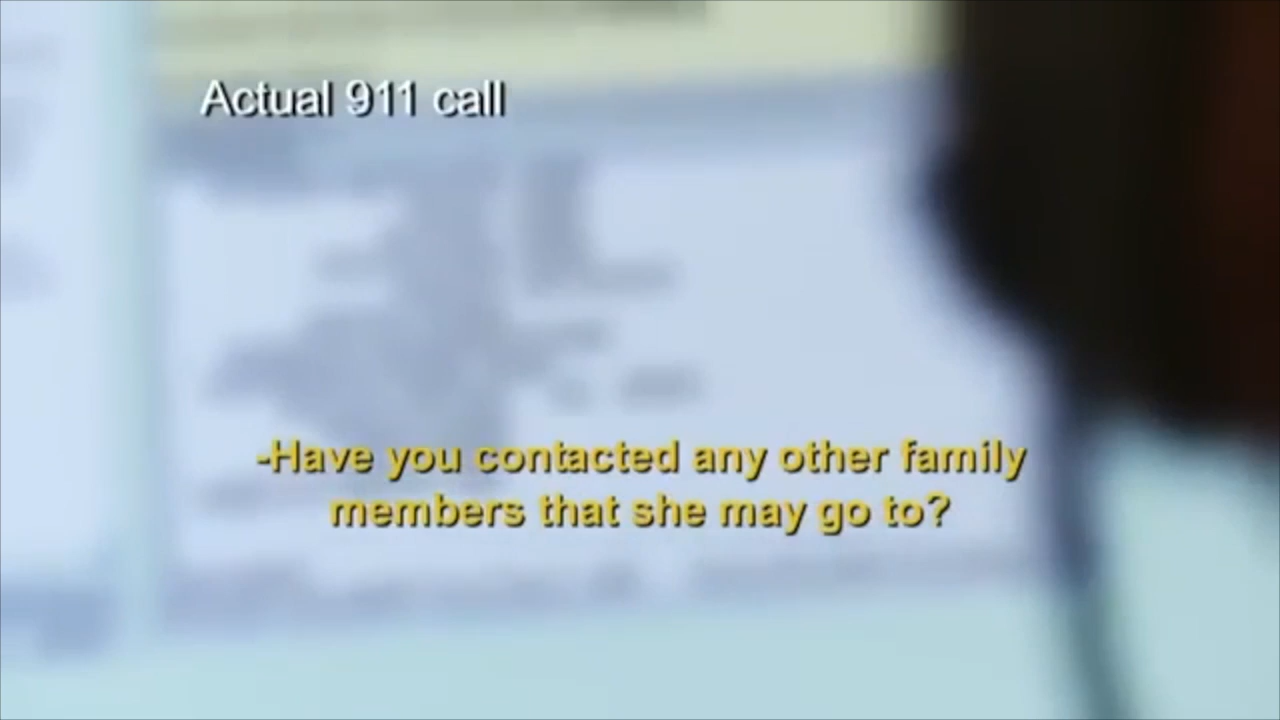 Actual 911 call
-Have you contacted any other family
members that she may go to?